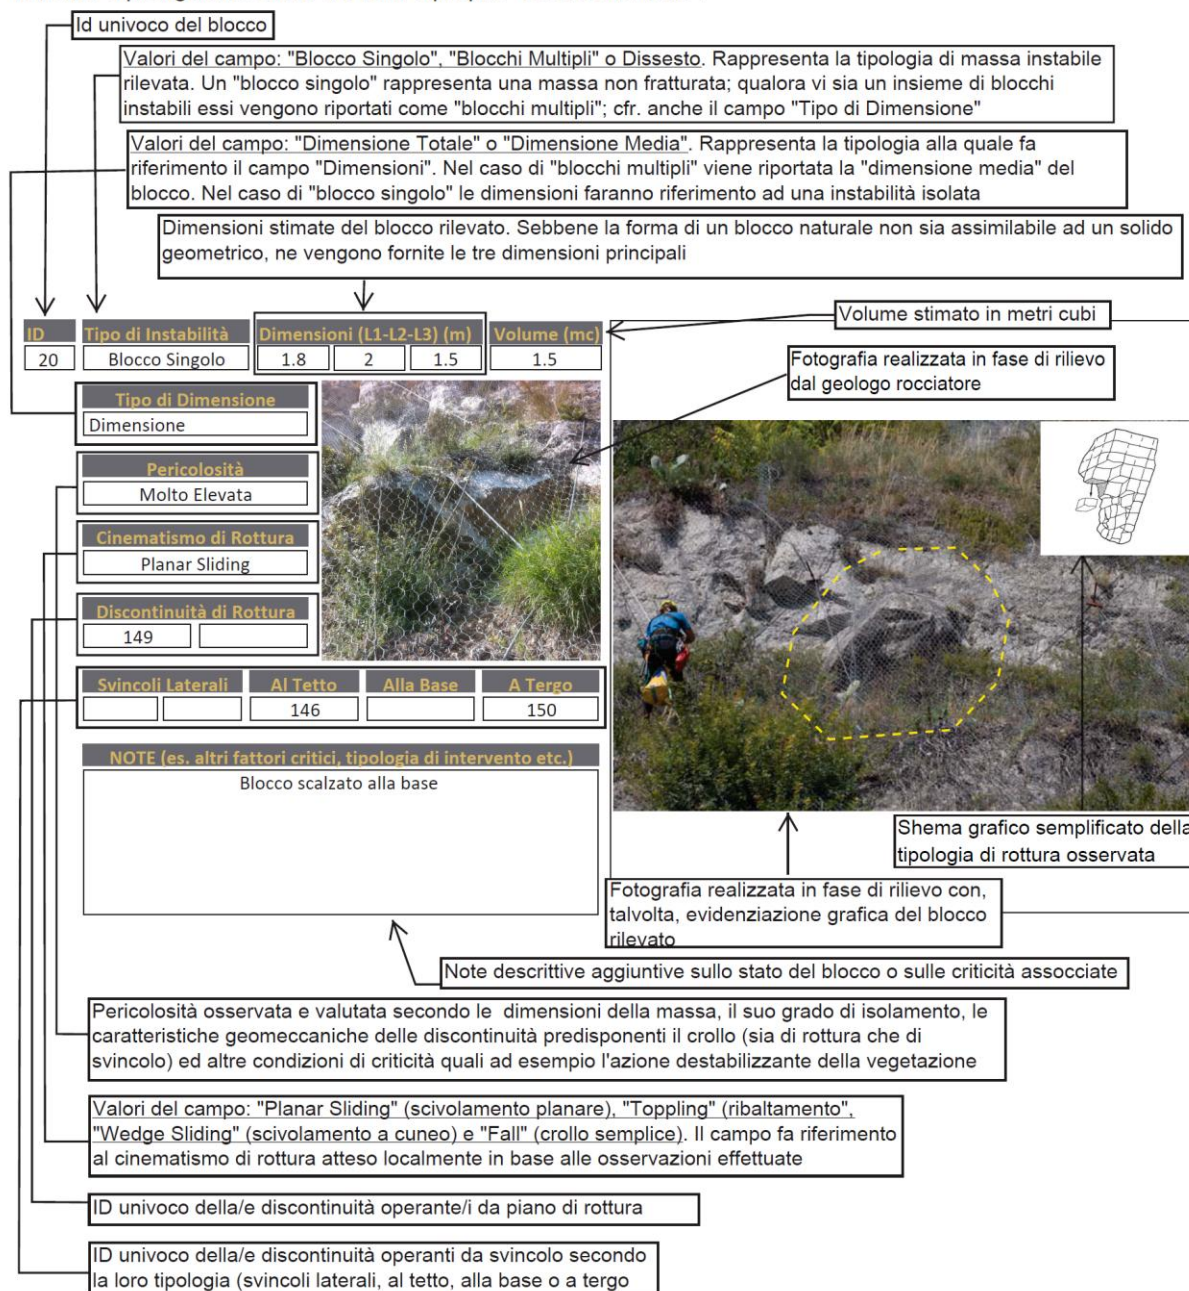 Id univoco del blocco
Valori del campo: "Blocco Singolo", "Blocchi Multipli" o Dissesto. Rappresenta la tipologia di massa instabile
rilevata. Un "blocco singolo" rappresenta una massa non fratturata; qualora vi sia un insieme di blocchi
instabili essi vengono riportati come "blocchi multipli"; cfr. anche il campo "Tipo di Dimensione"
Valori del campo: "Dimensione Totale" o "Dimensione Media". Rappresenta la tipologia alla quale fa
riferimento il campo "Dimensioni". Nel caso di "blocchi multipli" viene riportata la "dimensione media" del
blocco. Nel caso di "blocco singolo" le dimensioni faranno riferimento ad una instabilità isolata
Dimensioni stimate del blocco rilevato. Sebbene la forma di un blocco naturale non sia assimilabile ad un solido
geometrico, ne vengono fornite le tre dimensioni principali
Volume stimato in metri cubi
ID Tipo di Instabilità Dimensioni (L1-L2-L3) (m) Volume (mc)
20 Blocco Singolo 1.8 2 1.5 1.5
Fotografia realizzata in fase di rilievo
dal geologo rocciatore
Tipo di Dimensione
Dimensione
Pericolosità
Molto Elevata
Cinematismo di Rottura
Planar Sliding
Discontinuità di Rottura
149
Svincoli Laterali Al Tetto Alla Base A Tergo
146 150
NOTE (es. altri fattori critici, tipologia di intervento etc.)
Blocco scalzato alla base
Shema grafico semplificato della
tipologia di rottura osservata
Fotografia realizzata in fase di rilievo con,
talvolta, evidenziazione grafica del blocco
rilevato
Note descrittive aggiuntive sullo stato del blocco o sulle criticità assocciate
Pericolosità osservata e valutata secondo le dimensioni della massa, il suo grado di isolamento, le
caratteristiche geomeccaniche delle discontinuità predisponenti il crollo (sia di rottura che di
svincolo) ed altre condizioni di criticità quali ad esempio l'azione destabilizzante della vegetazione
Valori del campo: "Planar Sliding" (scivolamento planare), "Toppling" (ribaltamento",
"Wedge Sliding" (scivolamento a cuneo) e "Fall" (crollo semplice). Il campo fa riferimento
al cinematismo di rottura atteso localmente in base alle osservazioni effettuate
ID univoco della/e discontinuità operante/i da piano di rottura
ID univoco della/e discontinuità operanti da svincolo secondo
la loro tipologia (svincoli laterali, al tetto, alla base o a tergo